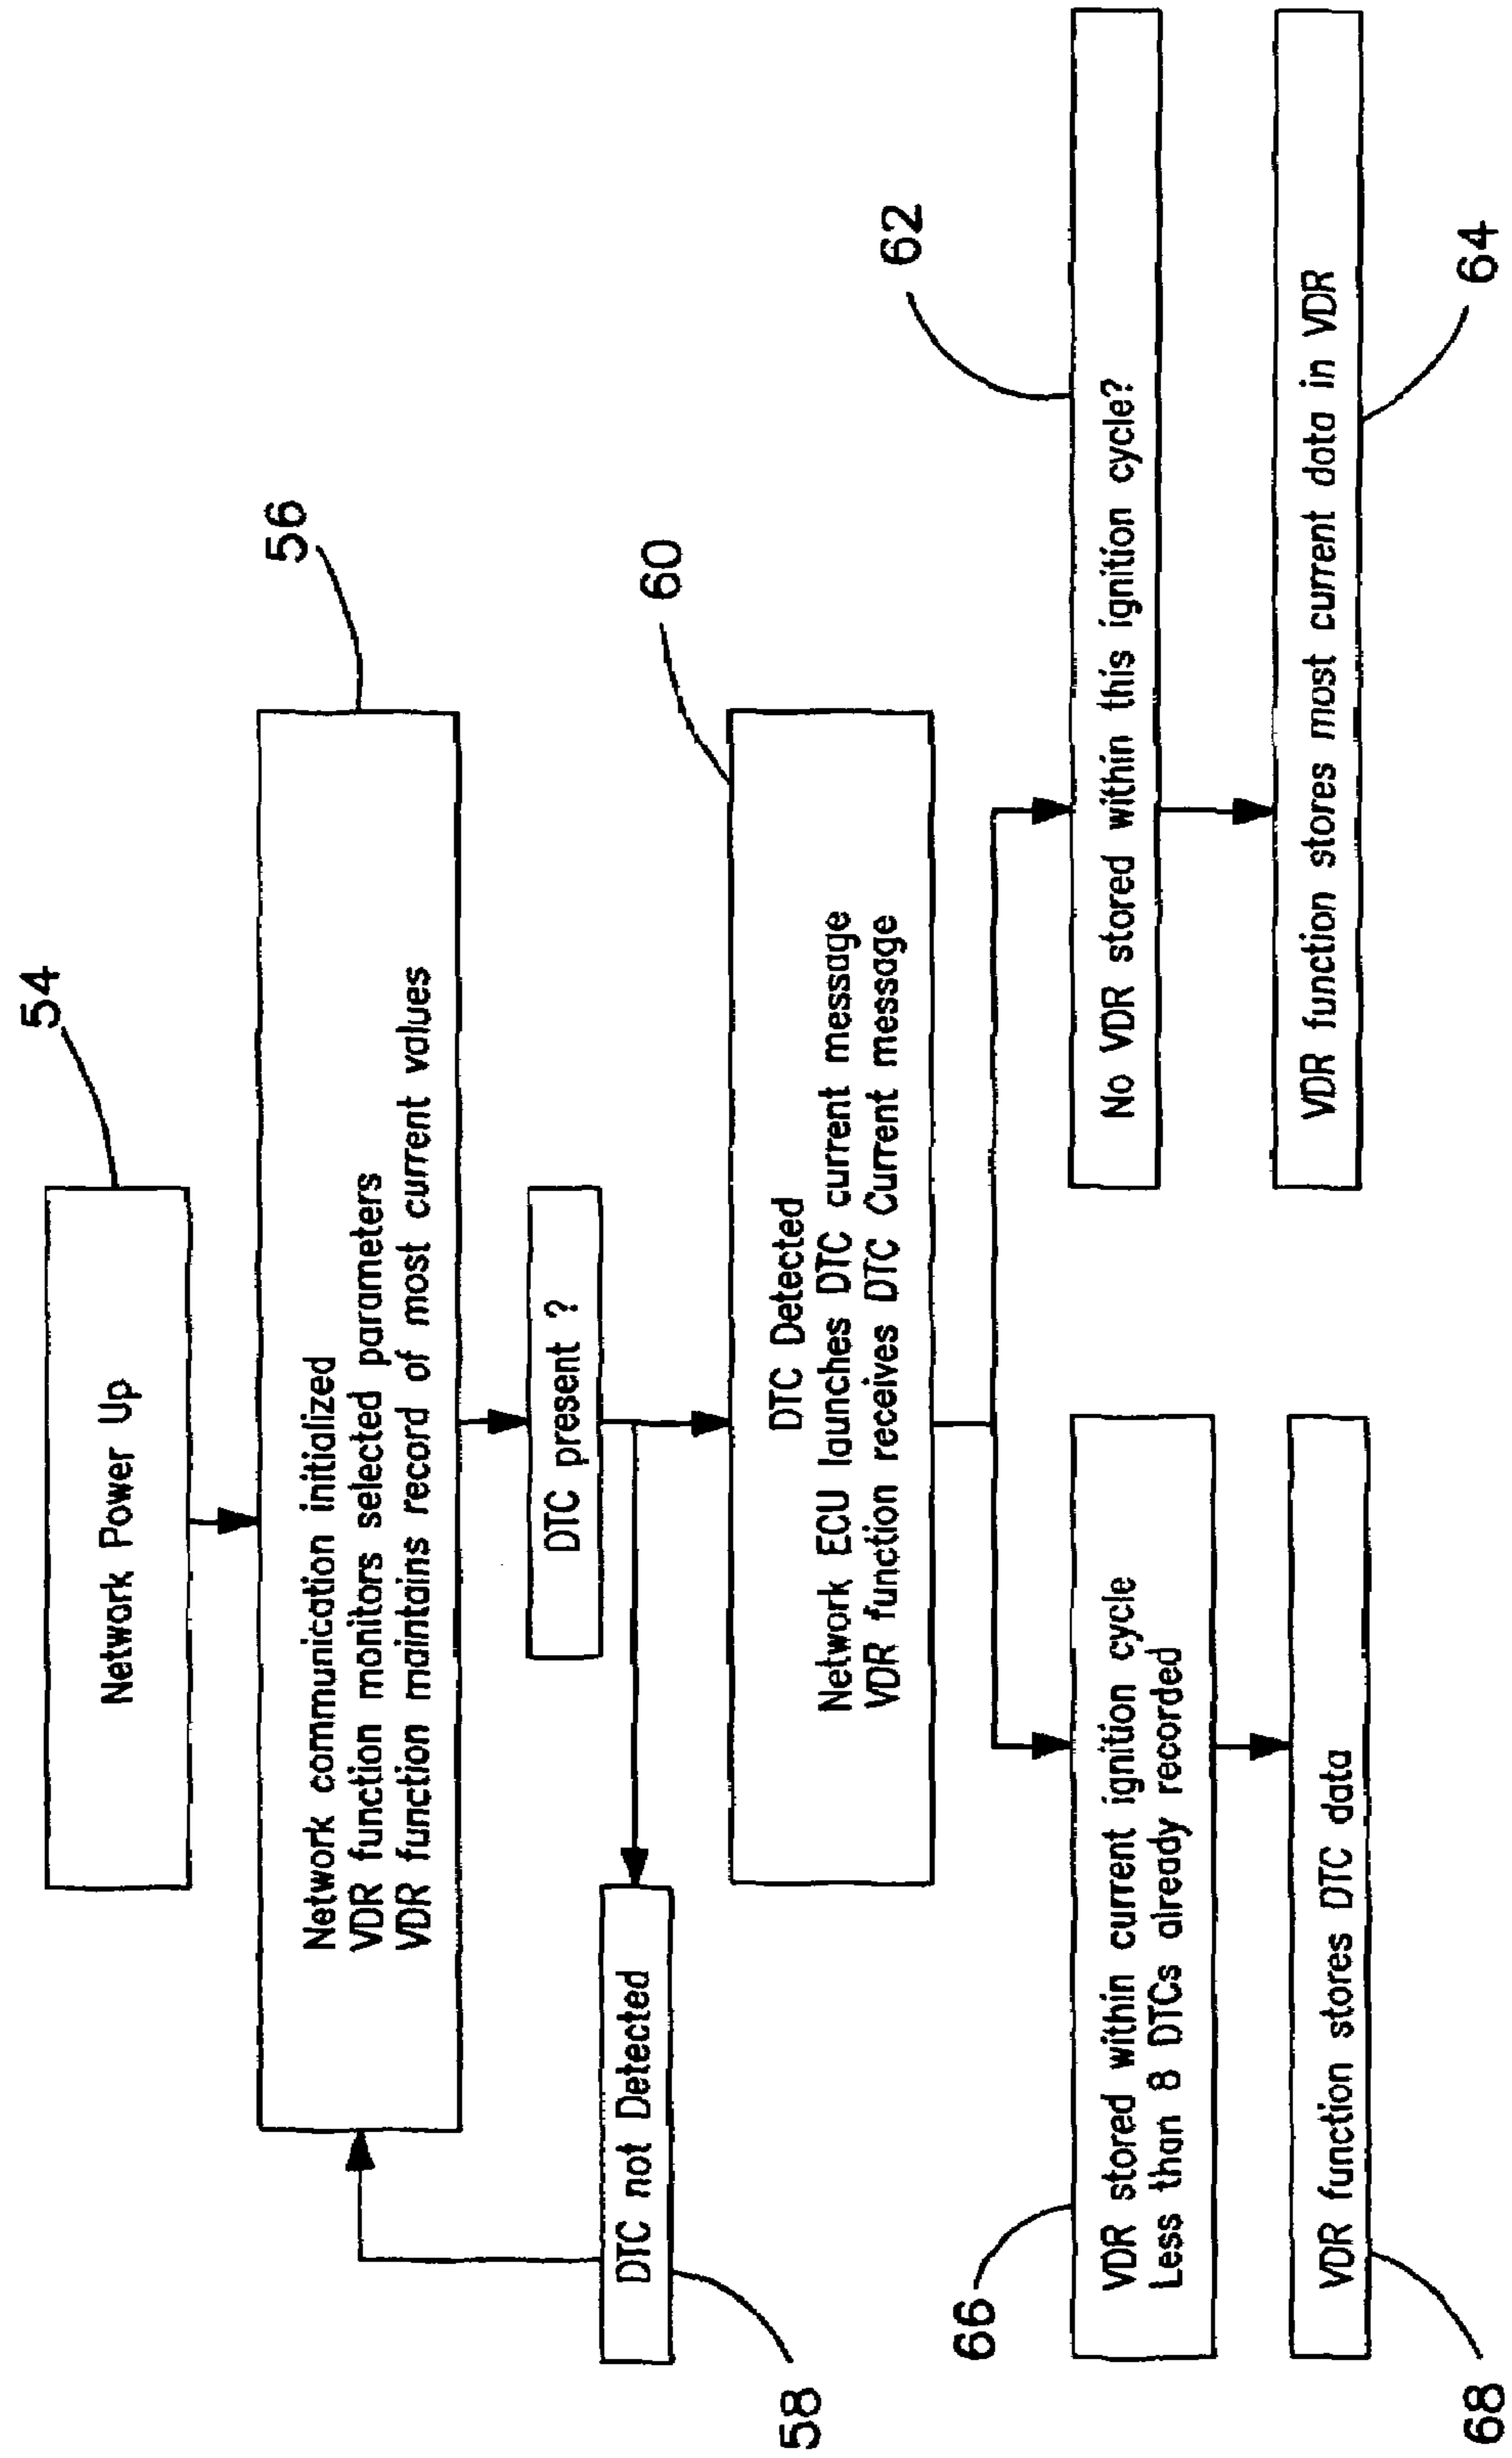 54
Network Power Up
56
Network communication initialized
VDR function monitors selected parameters
VDR function maintains record of most current values
DTC present ?
58
DTC not Detected
60
DTC Detected
Network ECU launches DTC current message
VDR function receives DTC Current message
66
VDR stored within current ignition cycle
Less than 8 DTCs already recorded
62
No VDR stored within this ignition cycle?
68
VDR function stores DTC data
64
VDR function stores most current data in VDR